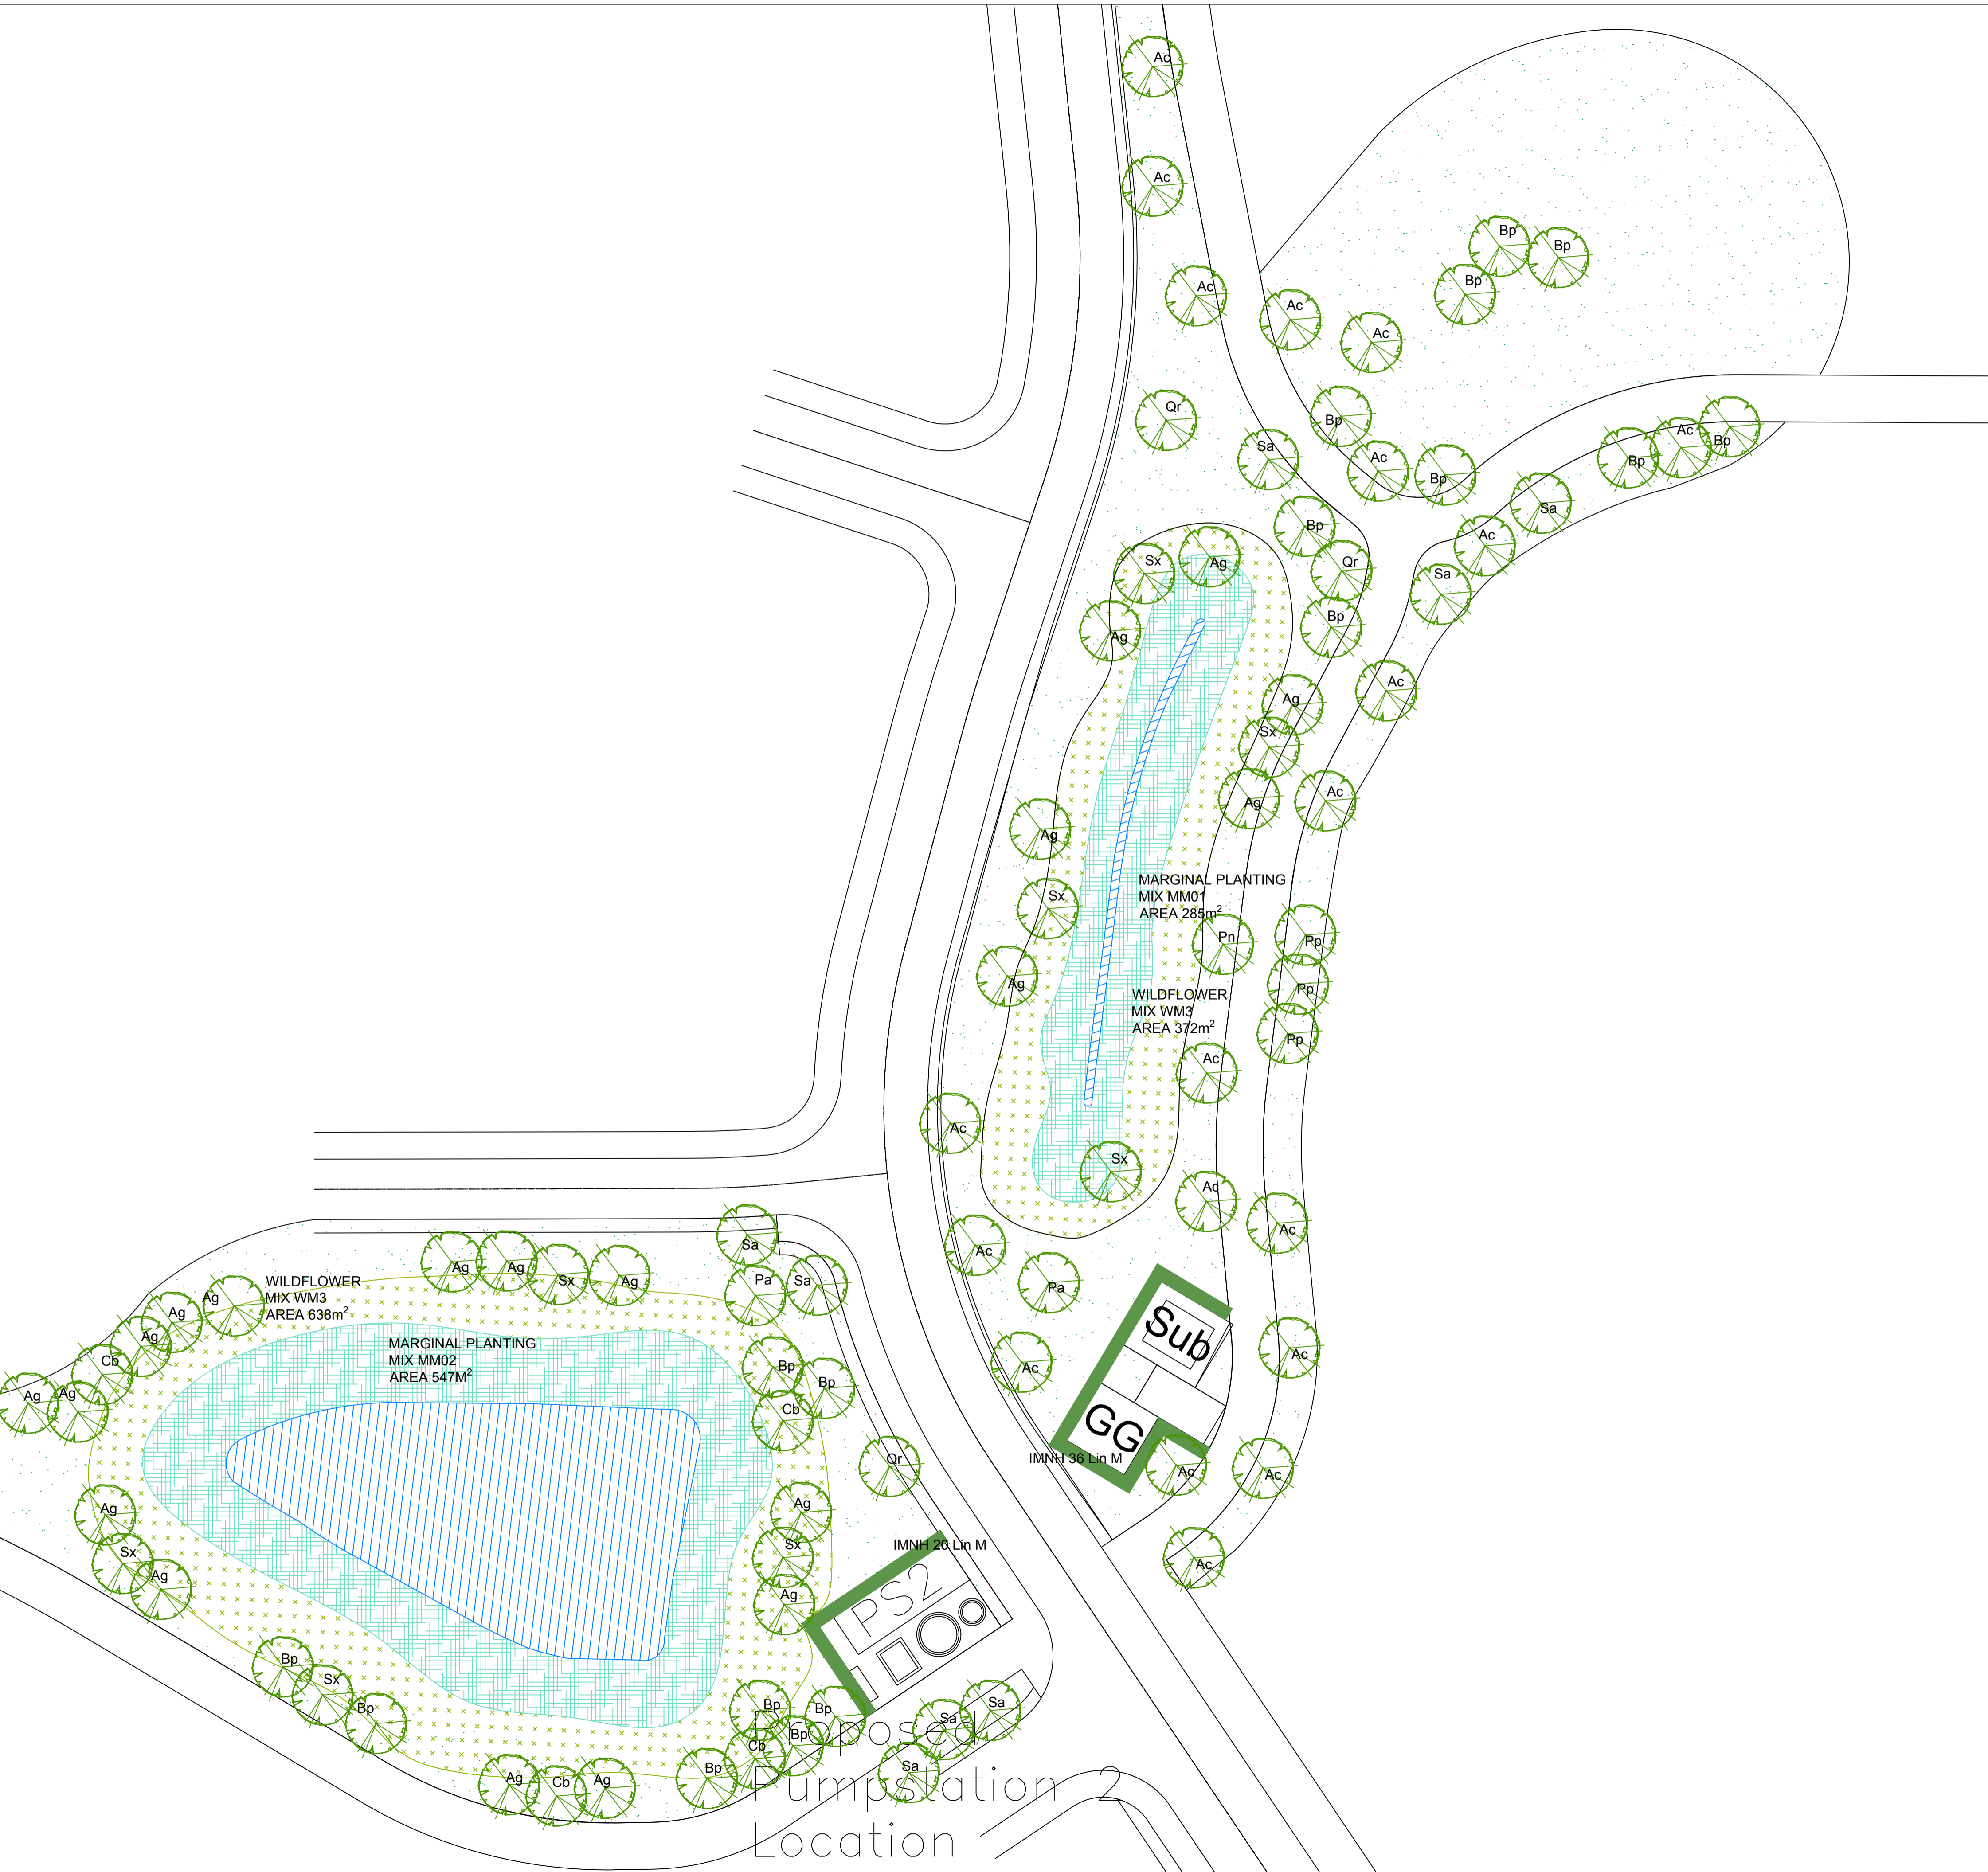 Ac
Ac
Bp
Bp
Bp
Ac
Ac
Ac
Qr
Bp
Ac
Bp
Sa
Ac
Bp
Bp
Sa
Bp
Ac
Sx
Ag
Qr
Sa
Bp
Ag
Ac
Ag
Sx
Ac
Ag
Ag
MARGINAL PLANTING
MIX MM01
AREA 285m²
Sx
Pn
Pp
Ag
Pp
WILDFLOWER
MIX WM3
AREA 372m²
Pp
Ac
Ac
Sx
Ac
Ac
Ac
Pa
Ac
Ac
Sub
GG
IMNH 36 Lin M
Ac
Ac
Ac
Sa
Ag
Ag
Sx
Ag
Pa
Sa
WILDFLOWER
MIX WM3
AREA 638m²
Ag
Ag
Ag
Cb
Ag
Ag
MARGINAL PLANTING
MIX MM02
AREA 547M²
Bp
Bp
Cb
Qr
Ag
Ag
Sx
Ag
Sx
Ag
IMNH 20 Lin M
PS2
Bp
Sx
Bp
Bp
Bp
Sa
Sa
Bp
Cb
Sa
Bp
Ag
Cb
Ag
Proposed
Pumpstation 2
Location